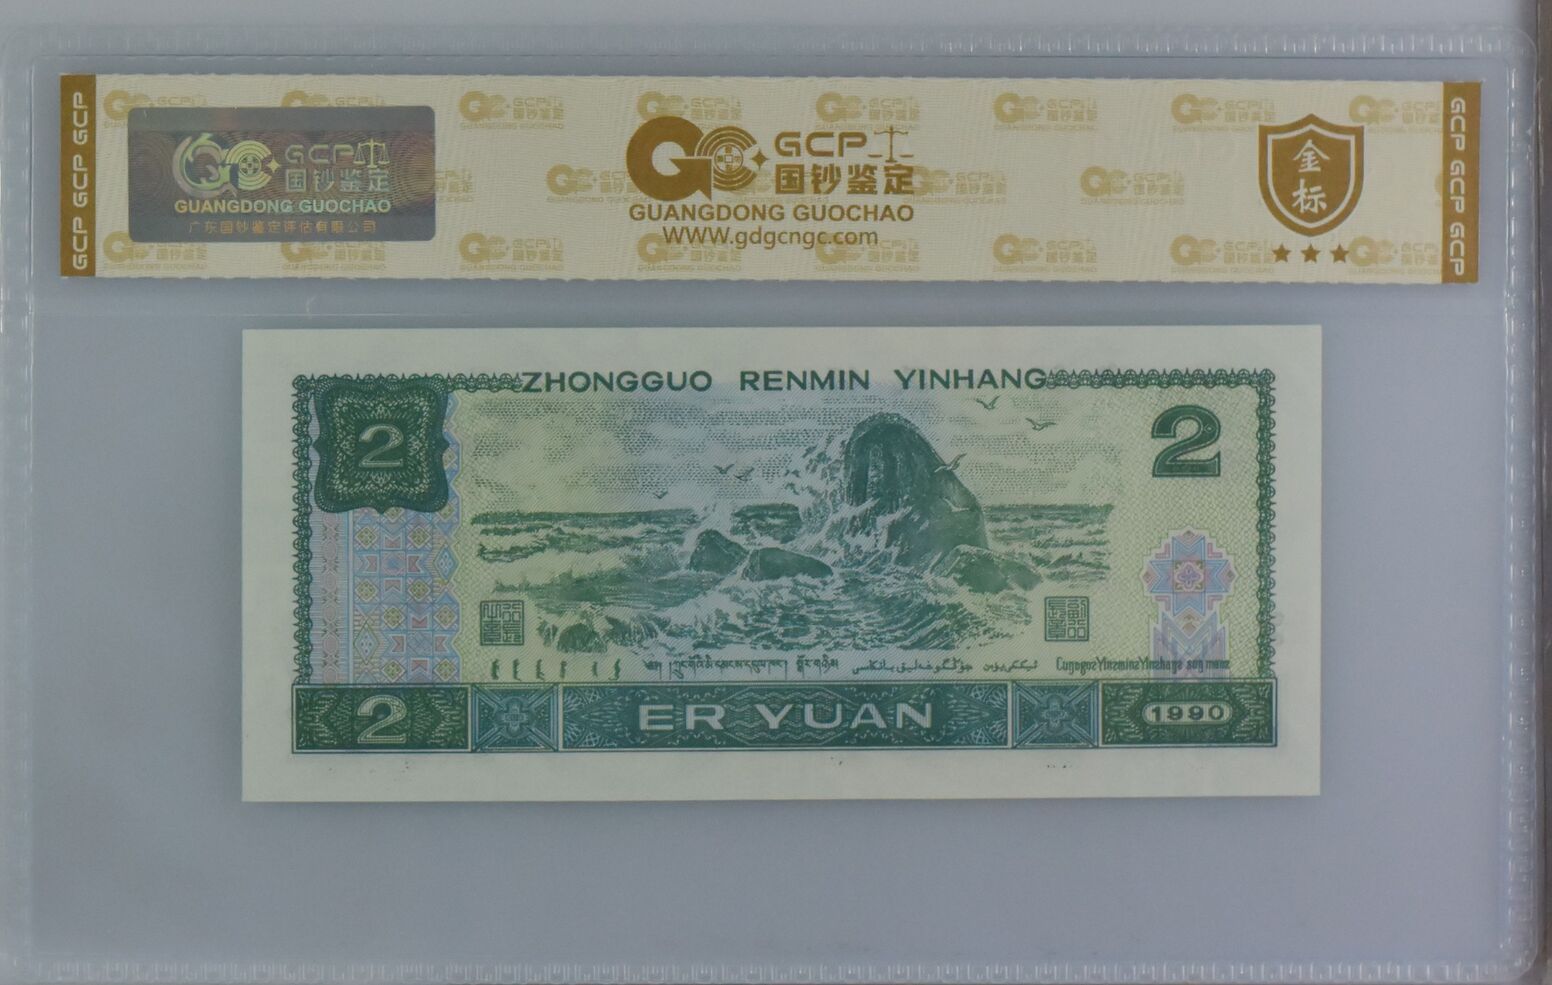 GCP GCP GCP
GCP 国钞鉴定
GUANGDONG GUOCHAO
广东国钞鉴定评估有限公司
GCP
国钞鉴定
GUANGDONG GUOCHAO
WWW.gdgcngc.com
金标
GCP GCP GCP
ZHONGGUO RENMIN YINHANG
2
2
2
ER YUAN
1990